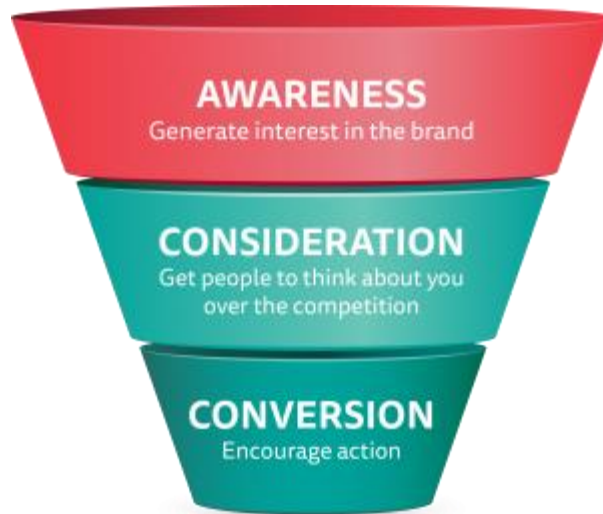 AWARENESS
Generate interest in the brand
CONSIDERATION
Get people to think about you
over the competition
CONVERSION
Encourage action